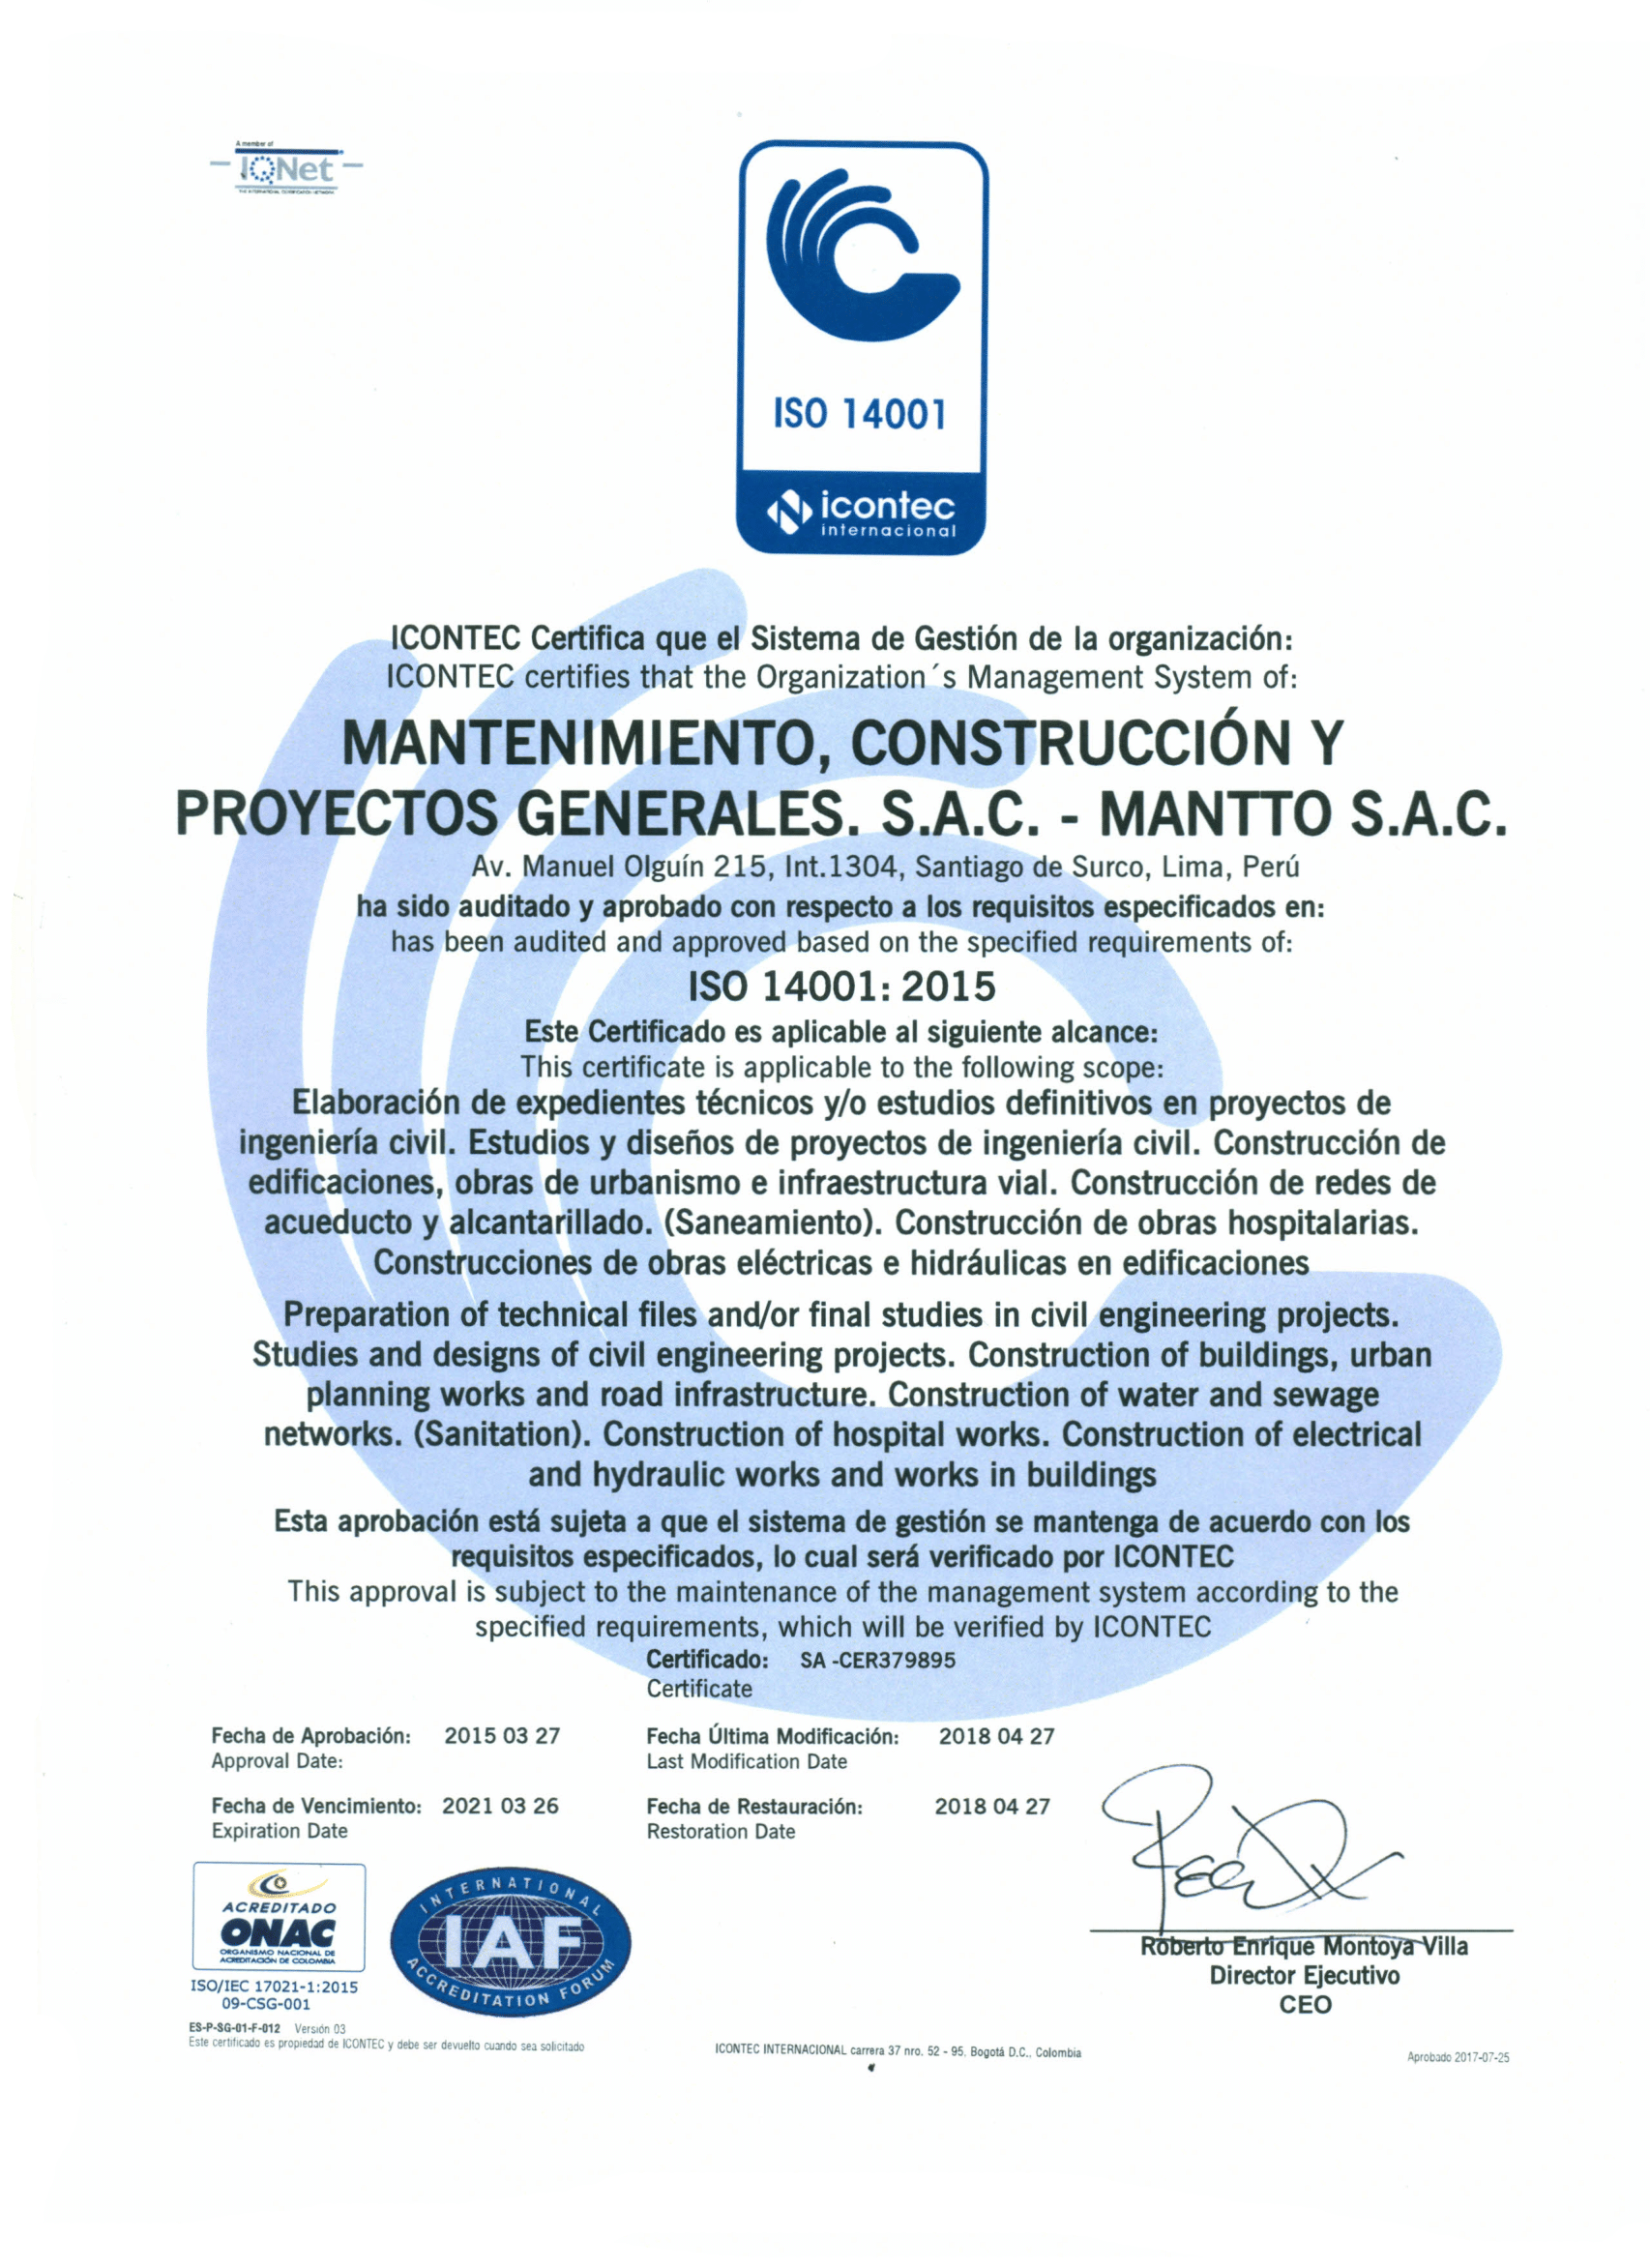 A member of
IQNet
THE INTERNATIONAL CERTIFICATION NETWORK
ISO 14001
icontec
internacional
ICONTEC Certifica que el Sistema de Gestión de la organización:
ICONTEC certifies that the Organization´s Management System of:
MANTENIMIENTO, CONSTRUCCIÓN Y
PROYECTOS GENERALES. S.A.C. - MANTTO S.A.C.
Av. Manuel Olguín 215, Int.1304, Santiago de Surco, Lima, Perú
ha sido auditado y aprobado con respecto a los requisitos especificados en:
has been audited and approved based on the specified requirements of:
ISO 14001: 2015
Este Certificado es aplicable al siguiente alcance:
This certificate is applicable to the following scope:
Elaboración de expedientes técnicos y/o estudios definitivos en proyectos de
ingeniería civil. Estudios y diseños de proyectos de ingeniería civil. Construcción de
edificaciones, obras de urbanismo e infraestructura vial. Construcción de redes de
acueducto y alcantarillado. (Saneamiento). Construcción de obras hospitalarias.
Construcciones de obras eléctricas e hidráulicas en edificaciones
Preparation of technical files and/or final studies in civil engineering projects.
Studies and designs of civil engineering projects. Construction of buildings, urban
planning works and road infrastructure. Construction of water and sewage
networks. (Sanitation). Construction of hospital works. Construction of electrical
and hydraulic works and works in buildings
Esta aprobación está sujeta a que el sistema de gestión se mantenga de acuerdo con los
requisitos especificados, lo cual será verificado por ICONTEC
This approval is subject to the maintenance of the management system according to the
specified requirements, which will be verified by ICONTEC
Certificado: SA -CER379895
Certificate
Fecha de Aprobación: 2015 03 27 Fecha Última Modificación: 2018 04 27
Approval Date: Last Modification Date
Fecha de Vencimiento: 2021 03 26 Fecha de Restauración: 2018 04 27
Expiration Date Restoration Date
ACREDITADO
ONAC
ORGANISMO NACIONAL DE
ACREDITACIÓN DE COLOMBIA
ISO/IEC 17021-1:2015
09-CSG-001
INTERNATIONAL
IAF
ACCREDITATION FORUM
Roberto Enrique Montoya Villa
Director Ejecutivo
CEO
ES-P-SG-01-F-012 Versión 03
Este certificado es propiedad de ICONTEC y debe ser devuelto cuando sea solicitado
ICONTEC INTERNACIONAL carrera 37 nro. 52 - 95, Bogotá D.C., Colombia
Aprobado 2017-07-25